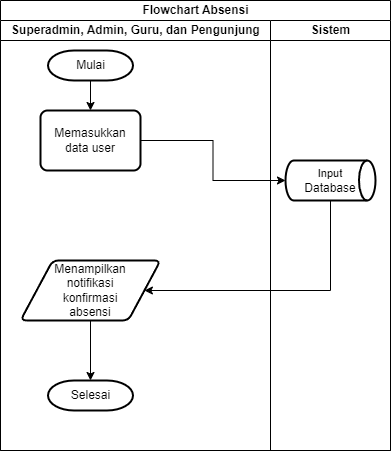 Flowchart Absensi
Superadmin, Admin, Guru, dan Pengunjung
Sistem
Mulai
Memasukkan
data user
Input
Database
Menampilkan
notifikasi
konfirmasi
absensi
Selesai